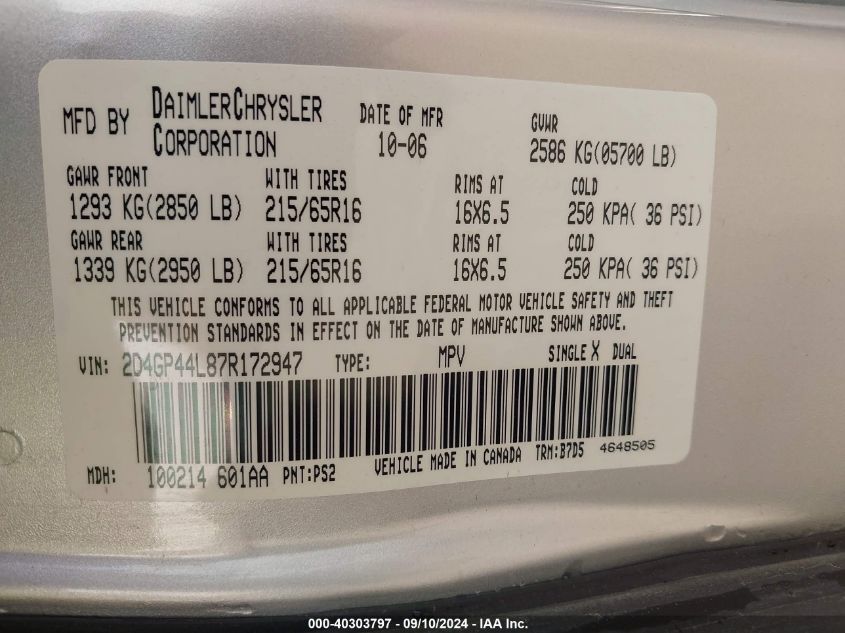 MFD BY DAIMLERCHRYSLER CORPORATION DATE OF MFR 10-06 GVWR 2586 KG(05700 LB)
GAWR FRONT WITH TIRES RIMS AT COLD
1293 KG(2850 LB) 215/65R16 16X6.5 250 KPA( 36 PSI)
GAWR REAR WITH TIRES RIMS AT COLD
1339 KG(2950 LB) 215/65R16 16X6.5 250 KPA( 36 PSI)
THIS VEHICLE CONFORMS TO ALL APPLICABLE FEDERAL MOTOR VEHICLE SAFETY AND THEFT
PREVENTION STANDARDS IN EFFECT ON THE DATE OF MANUFACTURE SHOWN ABOVE.
VIN: 2D4GP44L87R172947 TYPE: MPV SINGLE X DUAL
MDH: 100214 601AA PNT:PS2 VEHICLE MADE IN CANADA TRM:B7D5 4648505
000-40303797 - 09/10/2024 - IAA Inc.